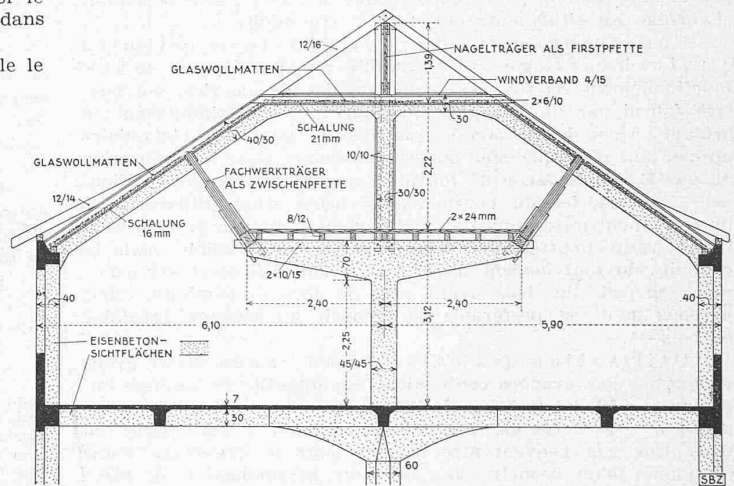 dans
le le
12/16
1,39
NAGELTRÄGER ALS FIRSTPFETTE
GLASWOLLMATTEN
WINDVERBAND 4/15
2×6/10
30
SCHALUNG
21mm
40/30
10/10
2,22
GLASWOLLMATTEN
FACHWERKTRÄGER
ALS ZWISCHENPFETTE
30/30
12/14
SCHALUNG
16mm
8/12
2×24mm
70
2×10/15
40
2,40
2,40
40
6,10
5,90
3,12
2,25
EISENBETON-
SICHTFLÄCHEN
45/45
7
30
60
SBZ